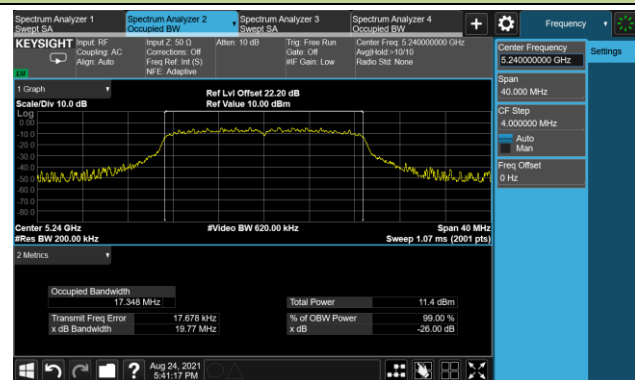 Spectrum Analyzer 1
Swept SA
Spectrum Analyzer 2
Occupied BW
Spectrum Analyzer 3
Swept SA
Spectrum Analyzer 4
Occupied BW
+
Frequency
KEYSIGHT
Input: RF
Coupling: AC
Align: Auto
Input Z: 50 Ω
Corrections: Off
Freq Ref: Int (S)
NFE: Adaptive
Atten: 10 dB
Trig: Free Run
Gate: Off
#IF Gain: Low
Center Freq: 5.240000000 GHz
Avg|Hold:>10/10
Radio Std: None
Center Frequency
5.240000000 GHz
Settings
Span
40.000 MHz
CF Step
4.000000 MHz
Auto
Man
Freq Offset
0 Hz
1 Graph
Scale/Div 10.0 dB
Ref Lvl Offset 22.20 dB
Ref Value 10.00 dBm
Log
0.00
-10.0
-20.0
-30.0
-40.0
-50.0
-60.0
-70.0
-80.0
Center 5.24 GHz
#Video BW 620.00 kHz
Span 40 MHz
#Res BW 200.00 kHz
Sweep 1.07 ms (2001 pts)
2 Metrics
Occupied Bandwidth
17.348 MHz
Total Power 11.4 dBm
Transmit Freq Error 17.678 kHz
% of OBW Power 99.00 %
x dB Bandwidth 19.77 MHz
x dB -26.00 dB
?
Aug 24, 2021
5:41:17 PM